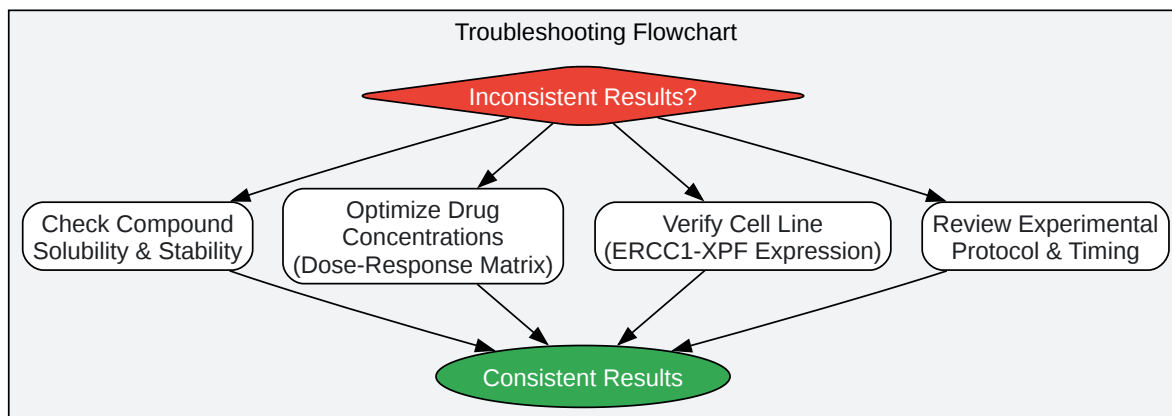 Troubleshooting Flowchart
Inconsistent Results?
Check Compound
Solubility & Stability
Optimize Drug
Concentrations
(Dose-Response Matrix)
Verify Cell Line
(ERCC1-XPF Expression)
Review Experimental
Protocol & Timing
Consistent Results